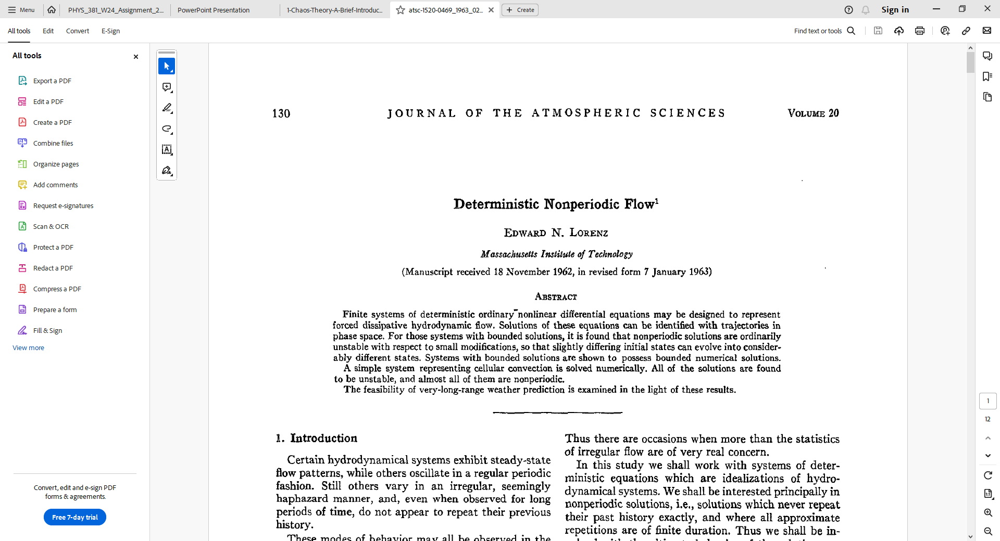 Menu
PHYS_381_W24_Assignment_2...
PowerPoint Presentation
1-Chaos-Theory-A-Brief-Introduc...
atsc-1520-0469_1963_02...
Create
Sign in
All tools
Edit
Convert
E-Sign
Find text or tools
All tools
Export a PDF
Edit a PDF
Create a PDF
Combine files
Organize pages
Add comments
Request e-signatures
Scan & OCR
Protect a PDF
Redact a PDF
Compress a PDF
Prepare a form
Fill & Sign
View more
Convert, edit and e-sign PDF
forms & agreements.
Free 7-day trial
130
JOURNAL OF THE ATMOSPHERIC SCIENCES
VOLUME 20
Deterministic Nonperiodic Flow¹
EDWARD N. LORENZ
Massachusetts Institute of Technology
(Manuscript received 18 November 1962, in revised form 7 January 1963)
ABSTRACT
Finite systems of deterministic ordinary nonlinear differential equations may be designed to represent
forced dissipative hydrodynamic flow. Solutions of these equations can be identified with trajectories in
phase space. For those systems with bounded solutions, it is found that nonperiodic solutions are ordinarily
unstable with respect to small modifications, so that slightly differing initial states can evolve into consider-
ably different states. Systems with bounded solutions are shown to possess bounded numerical solutions.
A simple system representing cellular convection is solved numerically. All of the solutions are found
to be unstable, and almost all of them are nonperiodic.
The feasibility of very-long-range weather prediction is examined in the light of these results.
1. Introduction
Certain hydrodynamical systems exhibit steady-state
flow patterns, while others oscillate in a regular periodic
fashion. Still others vary in an irregular, seemingly
haphazard manner, and, even when observed for long
periods of time, do not appear to repeat their previous
history.
These modes of behavior may all be observed in the
Thus there are occasions when more than the statistics
of irregular flow are of very real concern.
In this study we shall work with systems of deter-
ministic equations which are idealizations of hydro-
dynamical systems. We shall be interested principally in
nonperiodic solutions, i.e., solutions which never repeat
their past history exactly, and where all approximate
repetitions are of finite duration. Thus we shall be in-
1
12